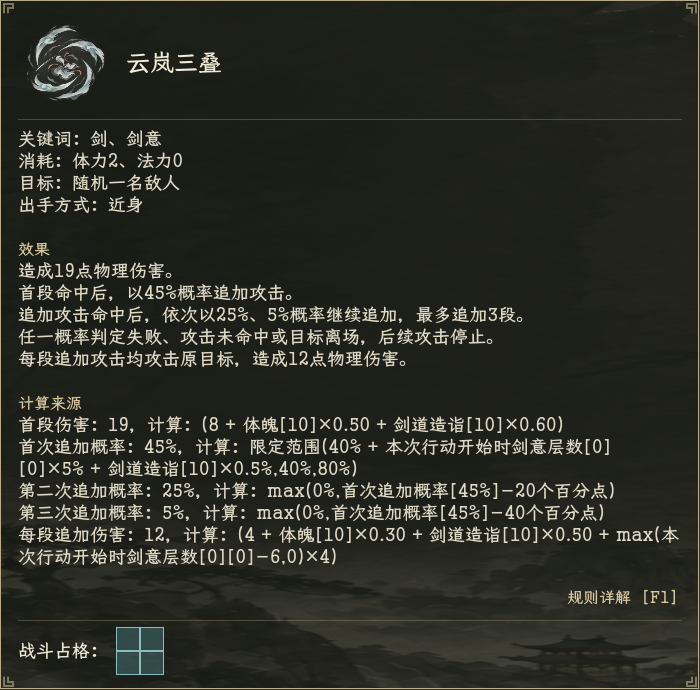 云岚三叠
关键词：剑、剑意
消耗：体力2、法力0
目标：随机一名敌人
出手方式：近身
效果
造成19点物理伤害。
首段命中后，以45%概率追加攻击。
追加攻击命中后，依次以25%、5%概率继续追加，最多追加3段。
任一概率判定失败、攻击未命中或目标离场，后续攻击停止。
每段追加攻击均攻击原目标，造成12点物理伤害。
计算来源
首段伤害：19，计算：(8 + 体魄[10]×0.50 + 剑道造诣[10]×0.60)
首次追加概率：45%，计算：限定范围(40% + 本次行动开始时剑意层数[0]
[0]×5% + 剑道造诣[10]×0.5%,40%,80%)
第二次追加概率：25%，计算：max(0%,首次追加概率[45%]−20个百分点)
第三次追加概率：5%，计算：max(0%,首次追加概率[45%]−40个百分点)
每段追加伤害：12，计算：(4 + 体魄[10]×0.30 + 剑道造诣[10]×0.50 + max(本
次行动开始时剑意层数[0][0]−6,0)×4)
规则详解 [F1]
战斗占格：